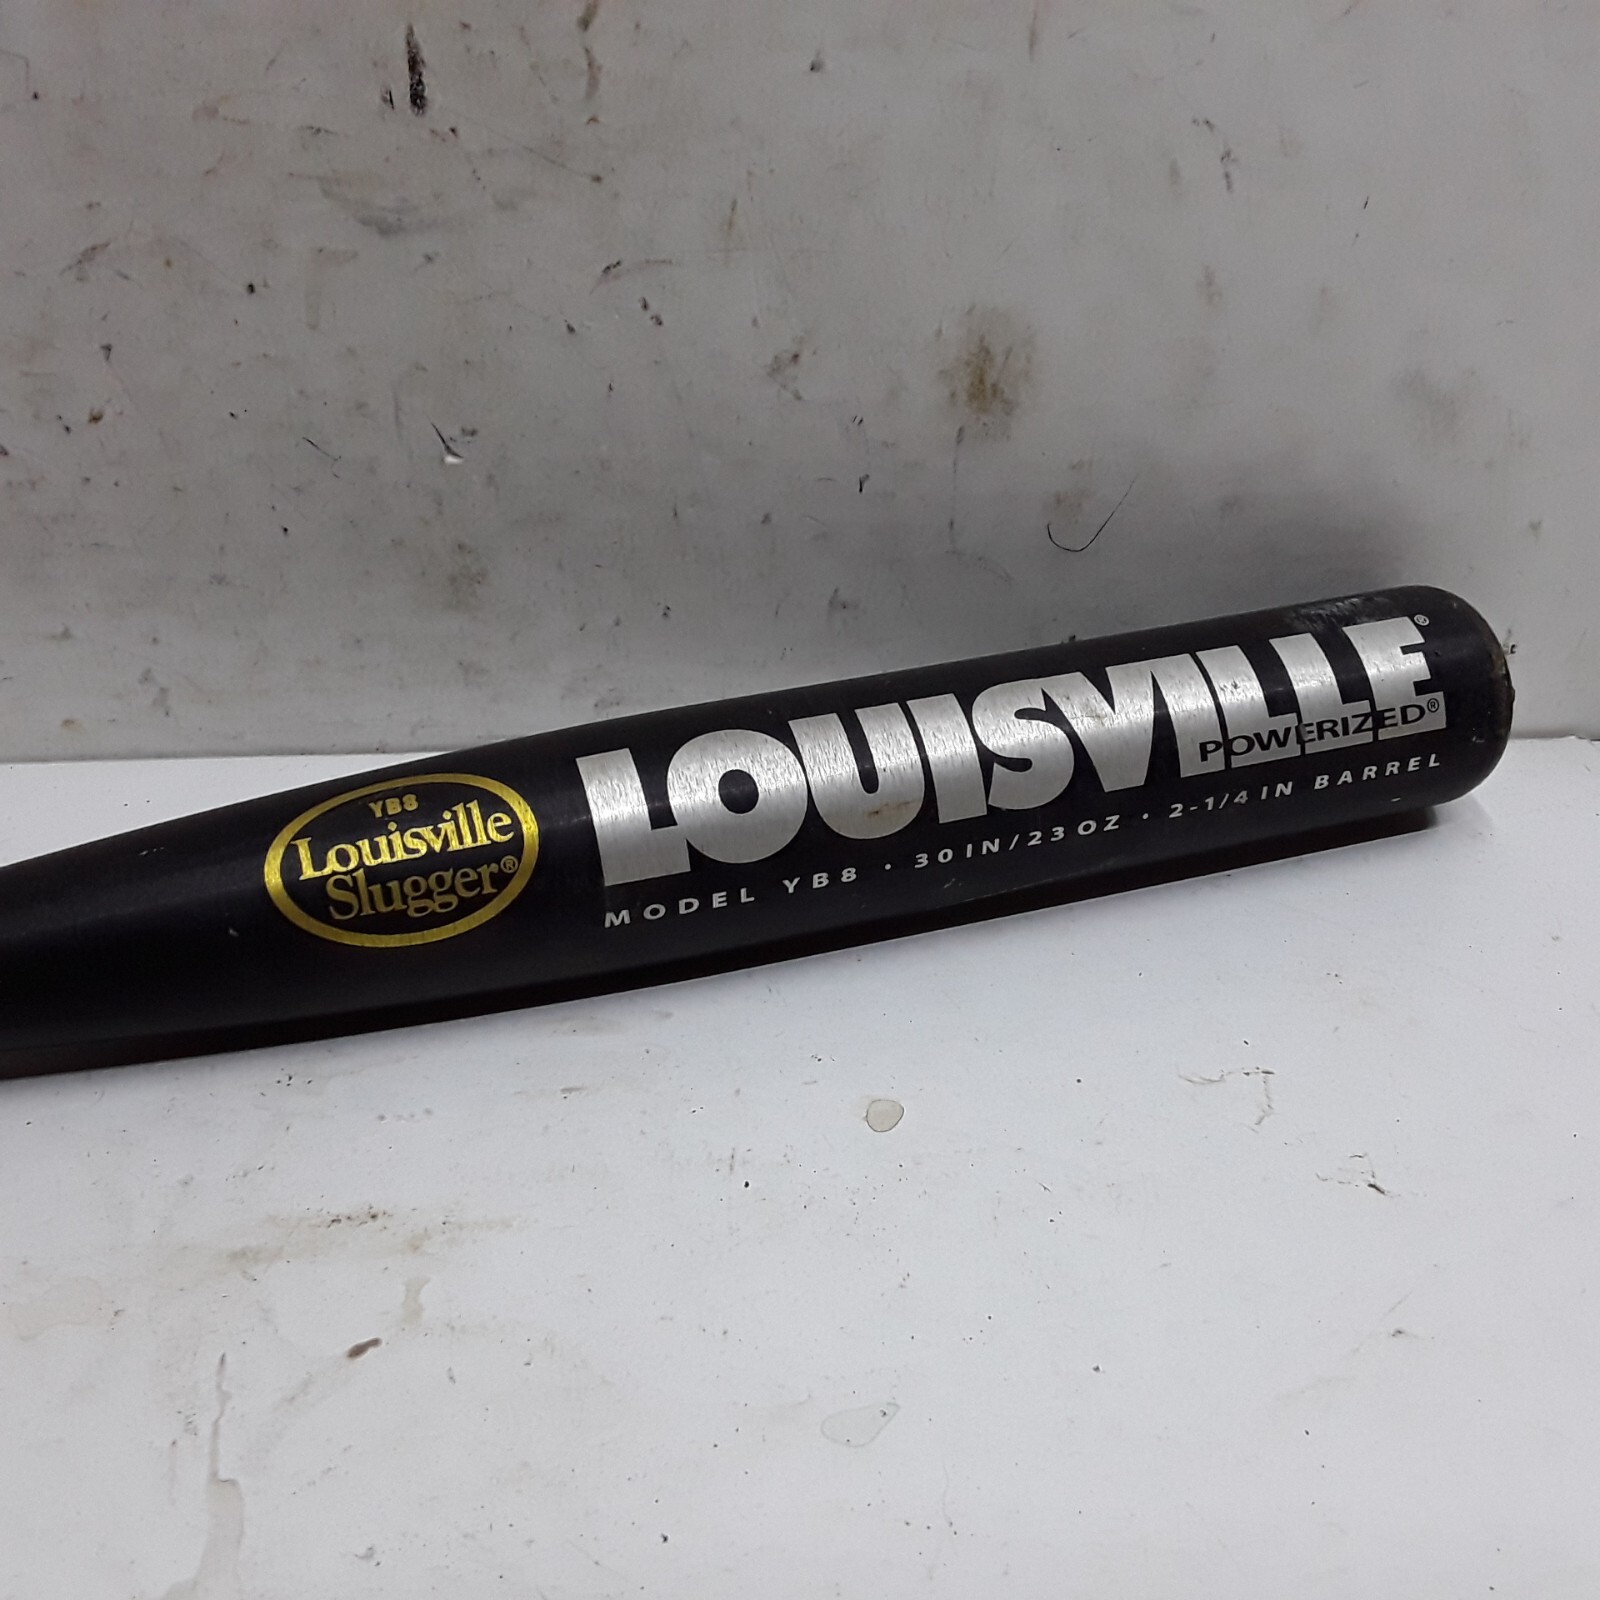 YB8
Louisville
Slugger®
LOUISVILLE®
POWERIZED®
MODEL YB8 · 30 IN/23 OZ · 2-1/4 IN BARREL